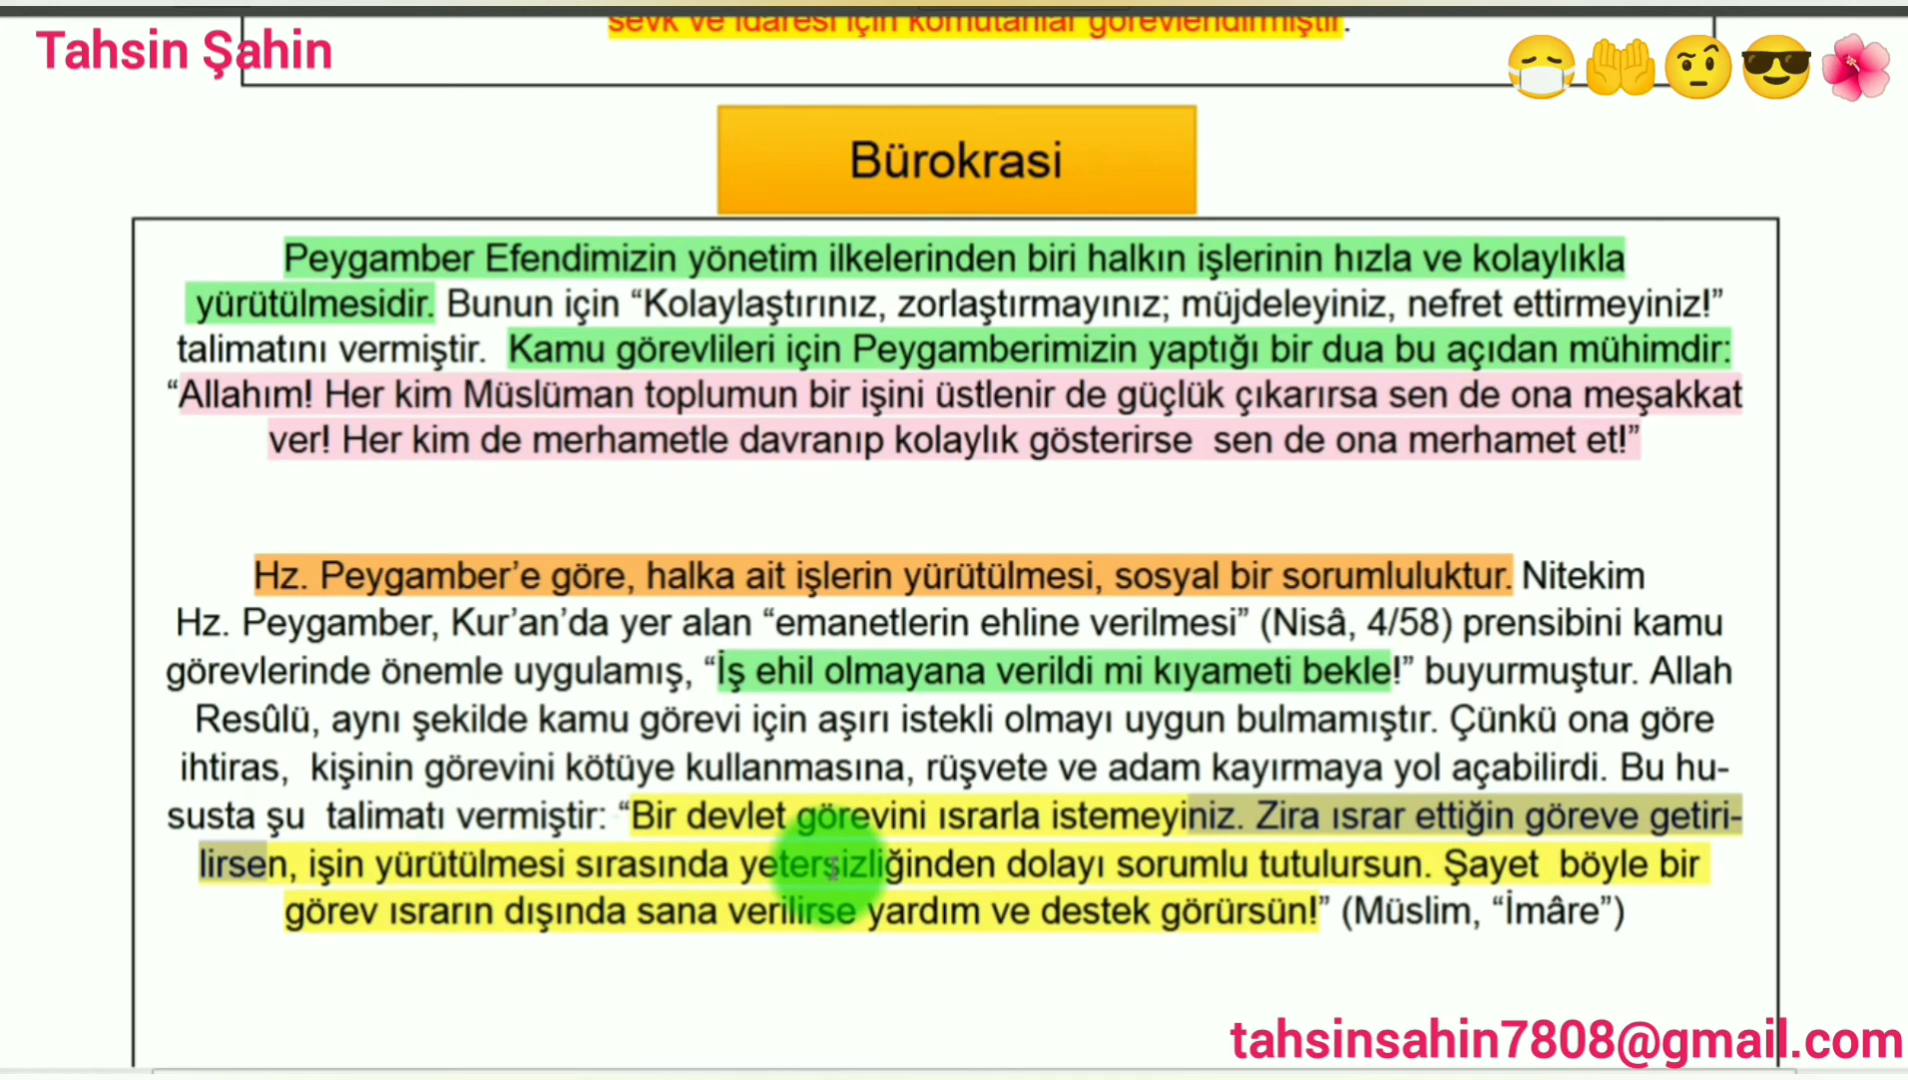 sevk ve idaresi için komutanlar görevlendirmiştir.
Tahsin Şahin
Bürokrasi
Peygamber Efendimizin yönetim ilkelerinden biri halkın işlerinin hızla ve kolaylıkla
yürütülmesidir. Bunun için “Kolaylaştırınız, zorlaştırmayınız; müjdeleyiniz, nefret ettirmeyiniz!”
talimatını vermiştir. Kamu görevlileri için Peygamberimizin yaptığı bir dua bu açıdan mühimdir:
“Allahım! Her kim Müslüman toplumun bir işini üstlenir de güçlük çıkarırsa sen de ona meşakkat
ver! Her kim de merhametle davranıp kolaylık gösterirse sen de ona merhamet et!”
Hz. Peygamber’e göre, halka ait işlerin yürütülmesi, sosyal bir sorumluluktur. Nitekim
Hz. Peygamber, Kur’an’da yer alan “emanetlerin ehline verilmesi” (Nisâ, 4/58) prensibini kamu
görevlerinde önemle uygulamış, “İş ehil olmayana verildi mi kıyameti bekle!” buyurmuştur. Allah
Resûlü, aynı şekilde kamu görevi için aşırı istekli olmayı uygun bulmamıştır. Çünkü ona göre
ihtiras, kişinin görevini kötüye kullanmasına, rüşvete ve adam kayırmaya yol açabilirdi. Bu hu-
susta şu talimatı vermiştir: “Bir devlet görevini ısrarla istemeyiniz. Zira ısrar ettiğin göreve getiri-
lirsen, işin yürütülmesi sırasında yetersizliğinden dolayı sorumlu tutulursun. Şayet böyle bir
görev ısrarın dışında sana verilirse yardım ve destek görürsün!” (Müslim, “İmâre”)
tahsinsahin7808@gmail.com